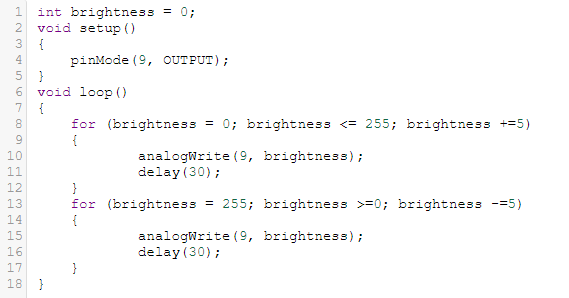 1 int brightness = 0;
2 void setup()
3 {
4     pinMode(9, OUTPUT);
5 }
6 void loop()
7 {
8     for (brightness = 0; brightness <= 255; brightness +=5)
9     {
10             analogWrite(9, brightness);
11             delay(30);
12     }
13     for (brightness = 255; brightness >=0; brightness -=5)
14     {
15             analogWrite(9, brightness);
16             delay(30);
17     }
18 }